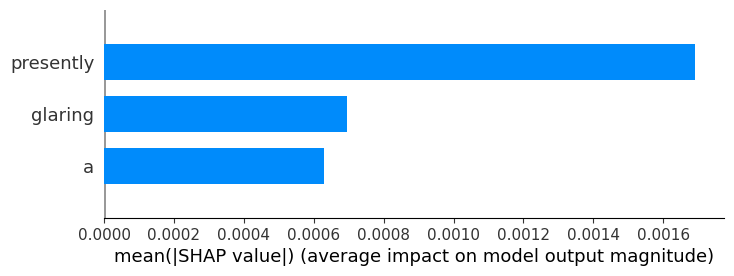 presently
glaring
a
0.0000 0.0002 0.0004 0.0006 0.0008 0.0010 0.0012 0.0014 0.0016
mean(|SHAP value|) (average impact on model output magnitude)